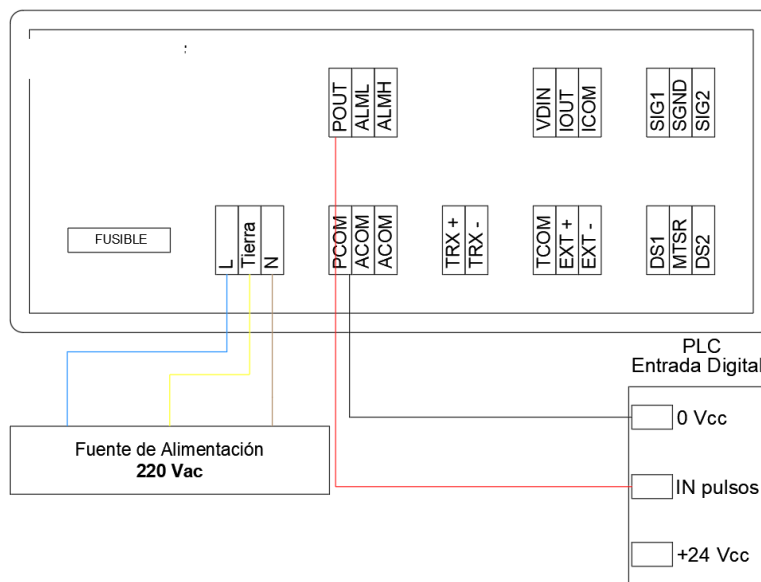 POUT
ALML
ALMH
VDIN
IOUT
ICOM
SIG1
SGND
SIG2
FUSIBLE
L
Tierra
N
PCOM
ACOM
ACOM
TRX +
TRX -
TCOM
EXT +
EXT -
DS1
MTSR
DS2
PLC
Entrada Digital
0 Vcc
Fuente de Alimentación
220 Vac
IN pulsos
+24 Vcc